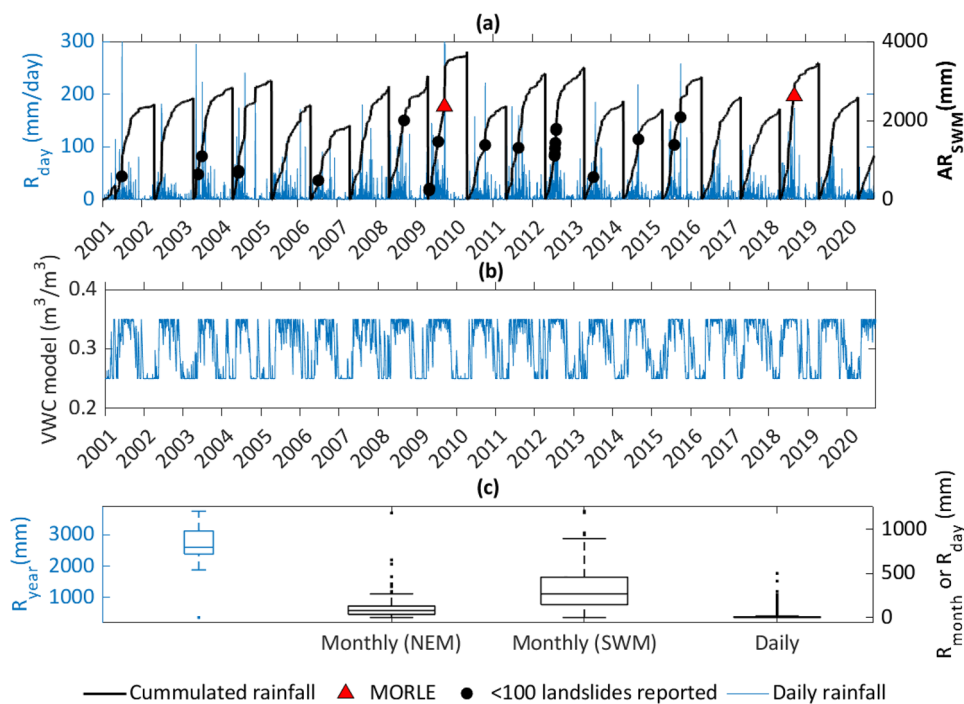 (a)
300
200
100
0
R_day (mm/day)
4000
2000
0
AR_SWM (mm)
2001 2002 2003 2004 2005 2006 2007 2008 2009 2010 2011 2012 2013 2014 2015 2016 2017 2018 2019 2020
(b)
0.4
0.3
0.2
VWC model (m³/m³)
2001 2002 2003 2004 2005 2006 2007 2008 2009 2010 2011 2012 2013 2014 2015 2016 2017 2018 2019 2020
(c)
3000
2000
1000
R_year (mm)
1000
500
0
R_month or R_day (mm)
Monthly (NEM) Monthly (SWM) Daily
Cummulated rainfall MORLE <100 landslides reported Daily rainfall